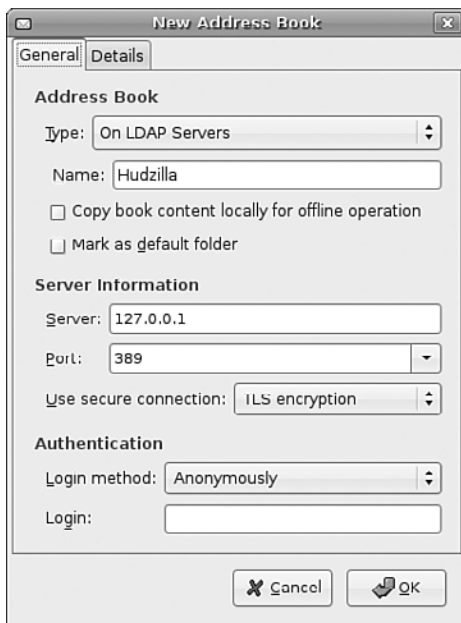 New Address Book
General Details
Address Book
Type: On LDAP Servers
Name: Hudzilla
Copy book content locally for offline operation
Mark as default folder
Server Information
Server: 127.0.0.1
Port: 389
Use secure connection: TLS encryption
Authentication
Login method: Anonymously
Login:
Cancel OK